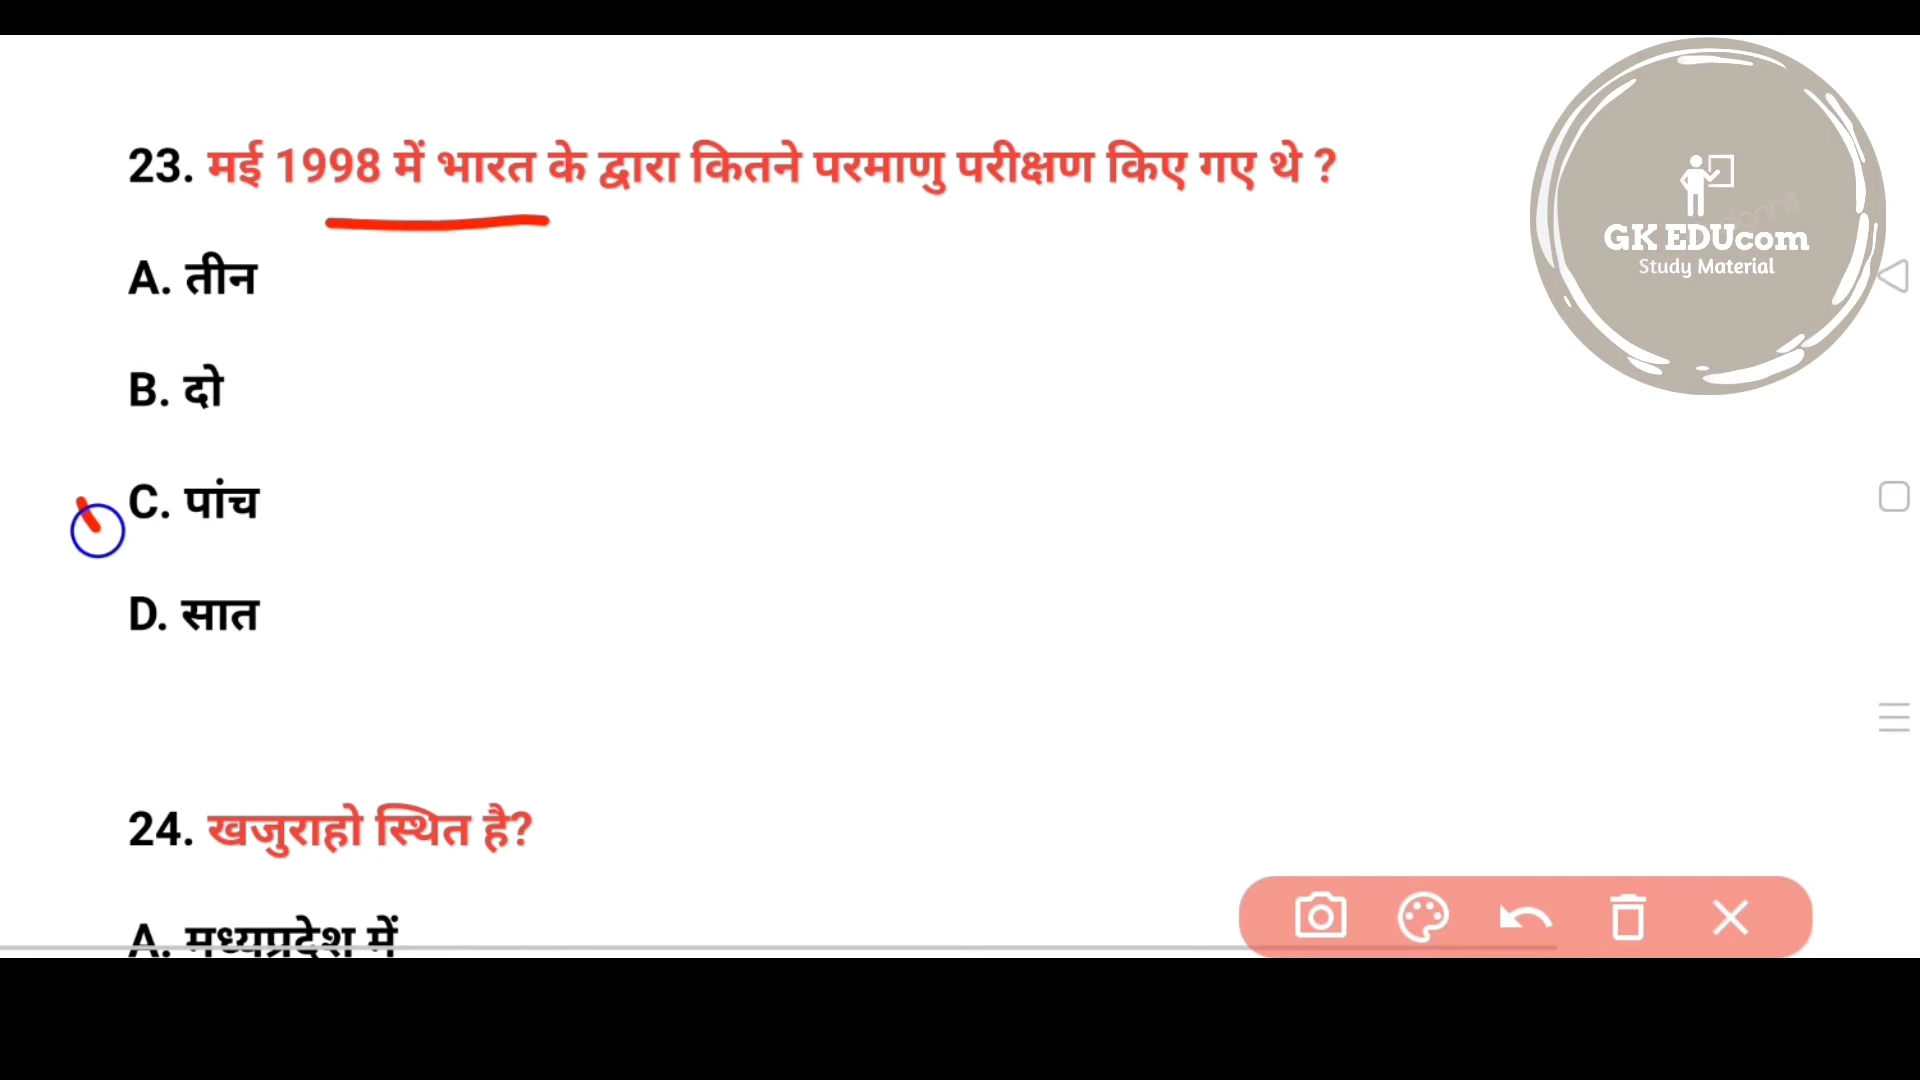 23. मई 1998 में भारत के द्वारा कितने परमाणु परीक्षण किए गए थे ?
A. तीन
B. दो
C. पांच
D. सात
24. खजुराहो स्थित है?
A. मध्यप्रदेश में
GK EDUcom
Study Material